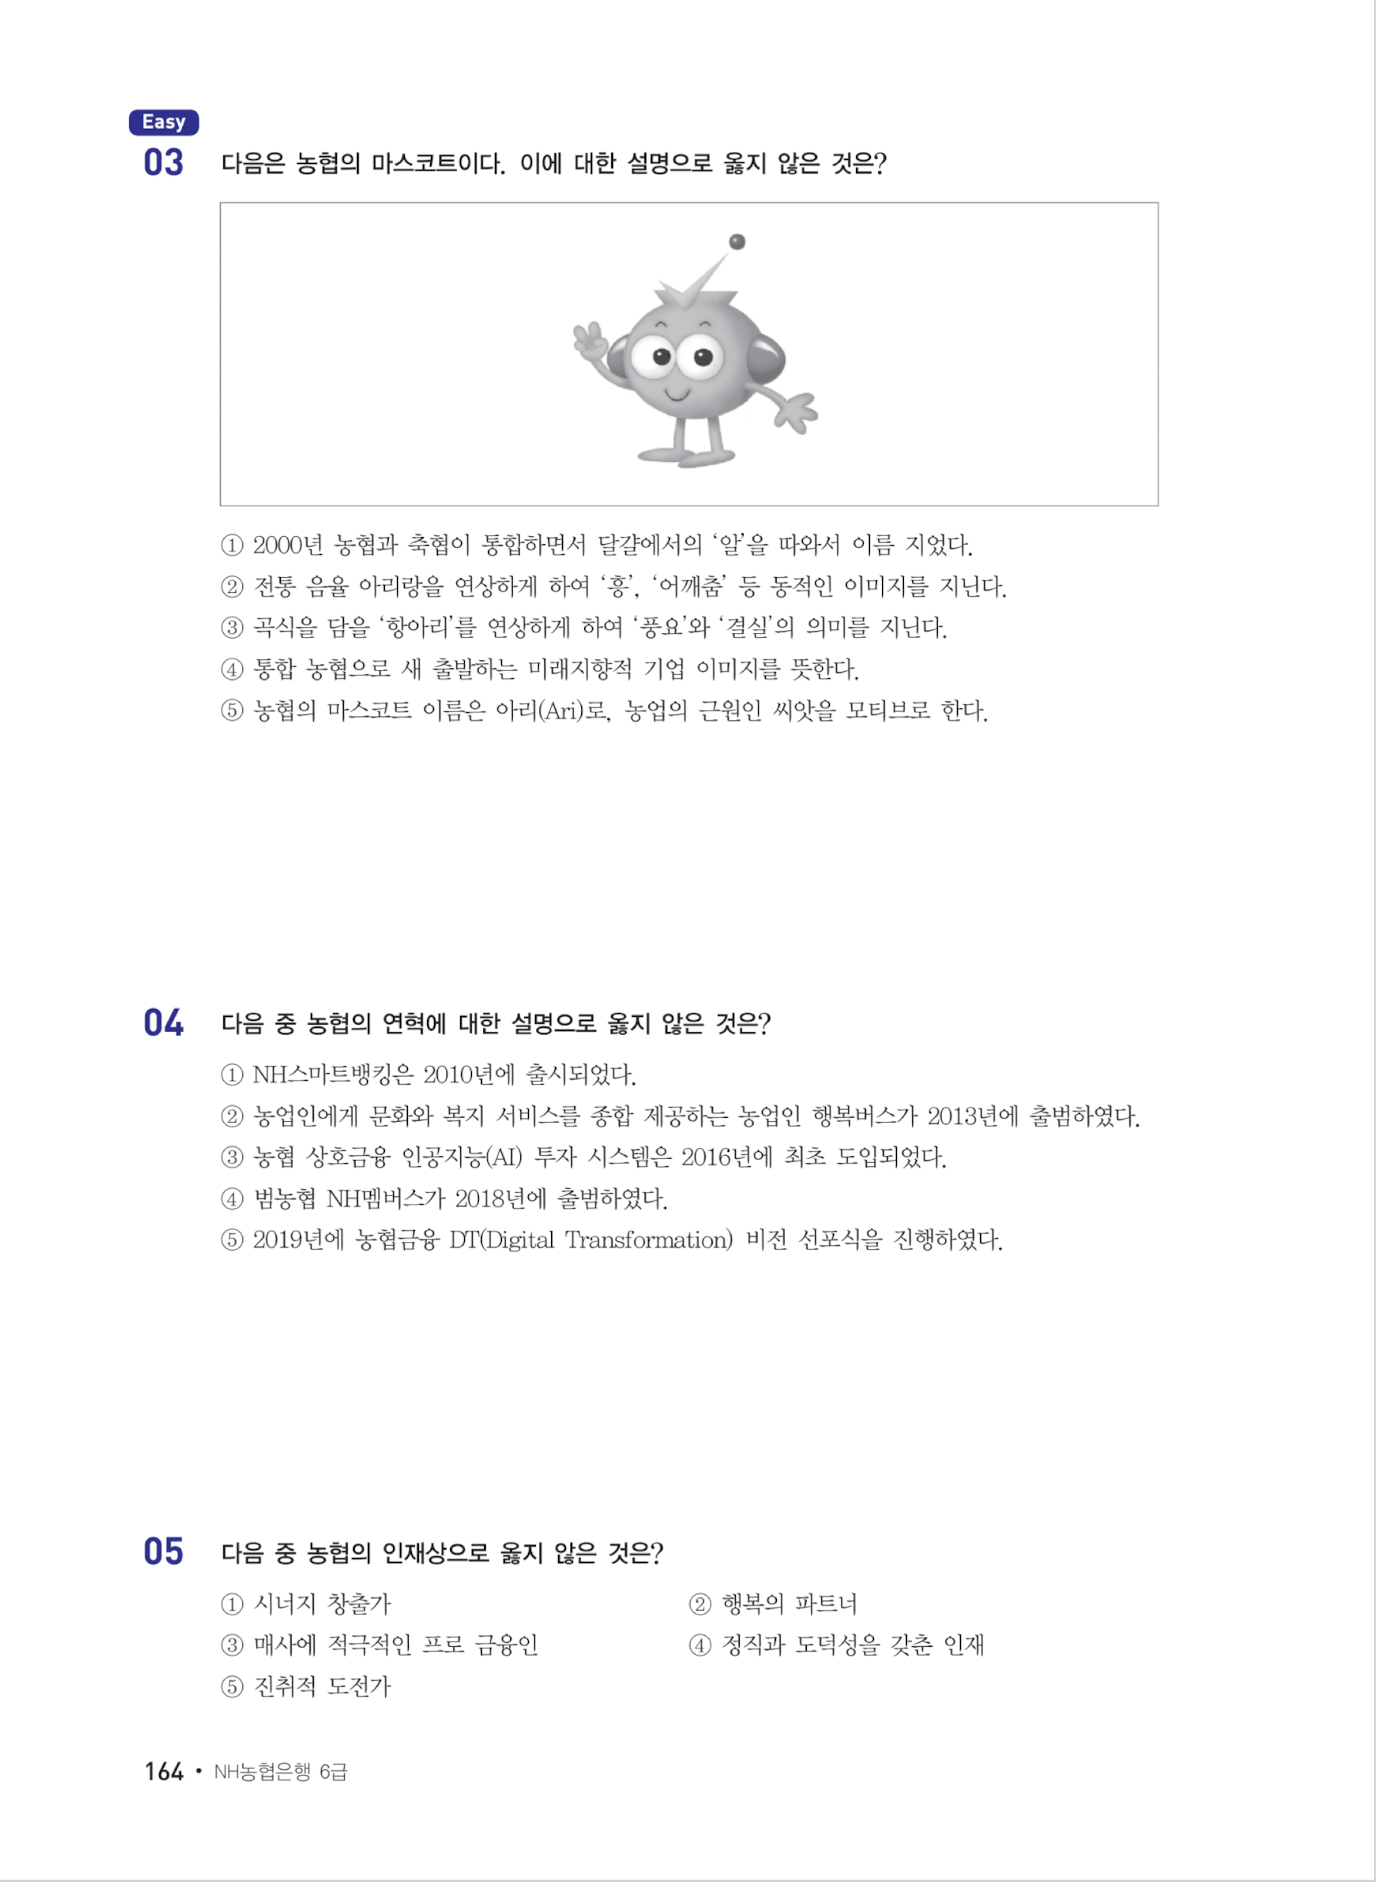 Easy
03 다음은 농협의 마스코트이다. 이에 대한 설명으로 옳지 않은 것은?
① 2000년 농협과 축협이 통합하면서 달걀에서의 ‘알’을 따와서 이름 지었다.
② 전통 음율 아리랑을 연상하게 하여 ‘흥’, ‘어깨춤’ 등 동적인 이미지를 지닌다.
③ 곡식을 담을 ‘항아리’를 연상하게 하여 ‘풍요’와 ‘결실’의 의미를 지닌다.
④ 통합 농협으로 새 출발하는 미래지향적 기업 이미지를 뜻한다.
⑤ 농협의 마스코트 이름은 아리(Ari)로, 농업의 근원인 씨앗을 모티브로 한다.
04 다음 중 농협의 연혁에 대한 설명으로 옳지 않은 것은?
① NH스마트뱅킹은 2010년에 출시되었다.
② 농업인에게 문화와 복지 서비스를 종합 제공하는 농업인 행복버스가 2013년에 출범하였다.
③ 농협 상호금융 인공지능(AI) 투자 시스템은 2016년에 최초 도입되었다.
④ 범농협 NH멤버스가 2018년에 출범하였다.
⑤ 2019년에 농협금융 DT(Digital Transformation) 비전 선포식을 진행하였다.
05 다음 중 농협의 인재상으로 옳지 않은 것은?
① 시너지 창출가 ② 행복의 파트너
③ 매사에 적극적인 프로 금융인 ④ 정직과 도덕성을 갖춘 인재
⑤ 진취적 도전가
164 • NH농협은행 6급